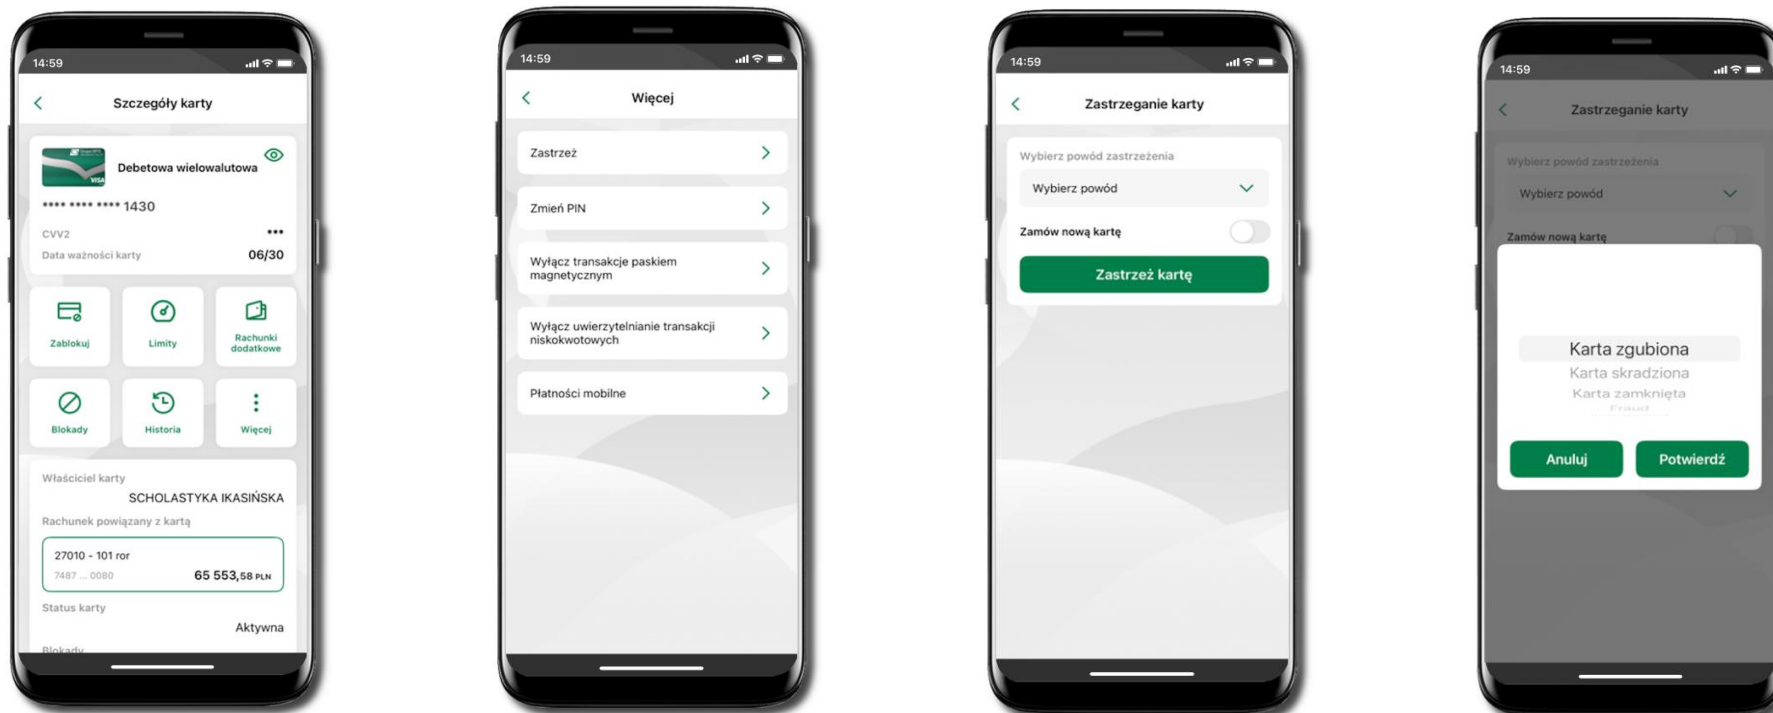 14:59
Szczegóły karty
VISA
Debetowa wielowalutowa
**** **** **** 1430
CVV2 •••
Data ważności karty 06/30
Zablokuj
Limity
Rachunki
dodatkowe
Blokady
Historia
Więcej
Właściciel karty
SCHOLASTYKA IKASIŃSKA
Rachunek powiązany z kartą
27010 - 101 ror
7487 ... 0080 65 553,58 PLN
Status karty
Aktywna
Blokady
14:59
Więcej
Zastrzeż
Zmień PIN
Wyłącz transakcje paskiem
magnetycznym
Wyłącz uwierzytelnianie transakcji
niskokwotowych
Płatności mobilne
14:59
Zastrzeganie karty
Wybierz powód zastrzeżenia
Wybierz powód
Zamów nową kartę
Zastrzeż kartę
14:59
Zastrzeganie karty
Wybierz powód zastrzeżenia
Wybierz powód
Zamów nową kartę
Karta zgubiona
Karta skradziona
Karta zamknięta
Fraud
Anuluj
Potwierdź